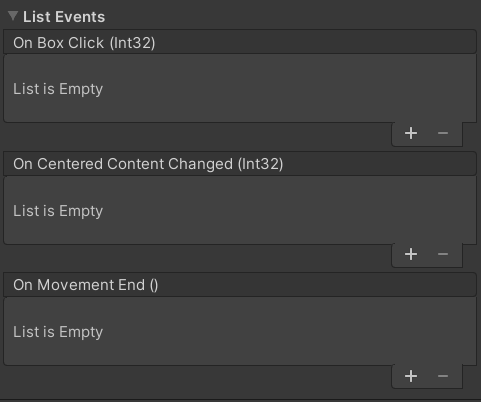 List Events
On Box Click (Int32)
List is Empty
+ −
On Centered Content Changed (Int32)
List is Empty
+ −
On Movement End ()
List is Empty
+ −